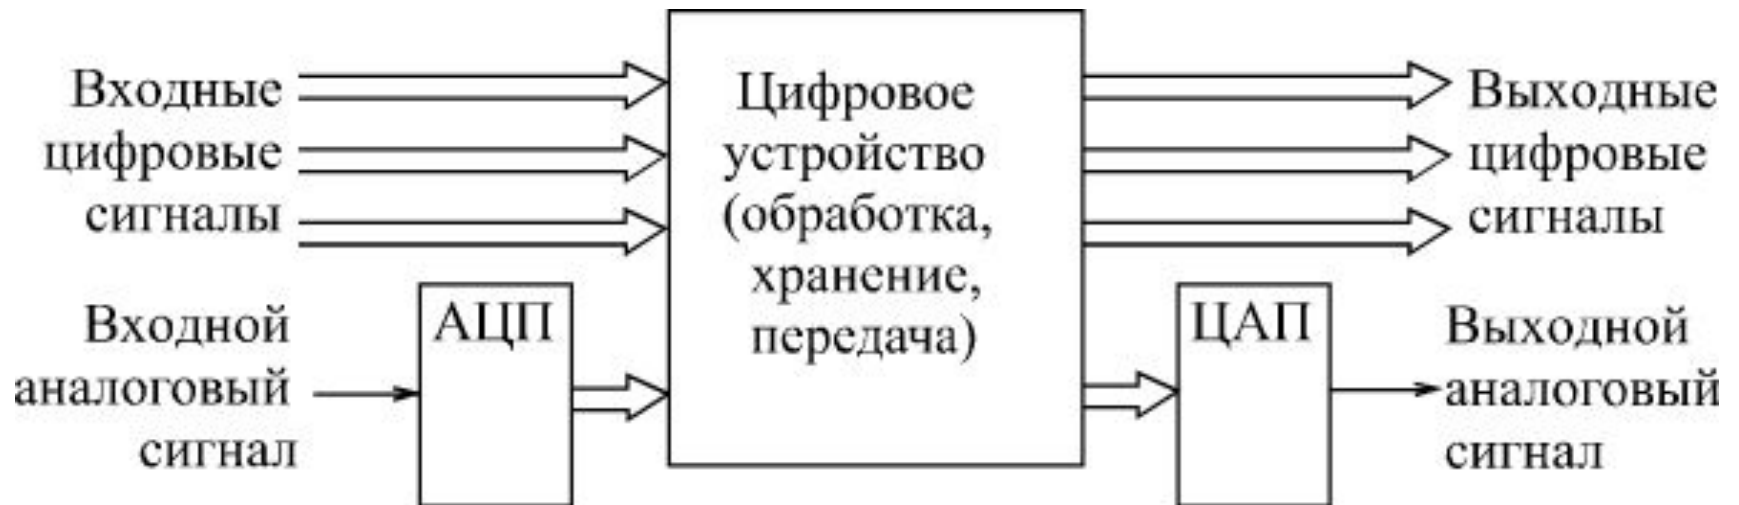 Входные
цифровые
сигналы
Цифровое
устройство
(обработка,
хранение,
передача)
Выходные
цифровые
сигналы
Входной
аналоговый
сигнал
АЦП
ЦАП
Выходной
аналоговый
сигнал